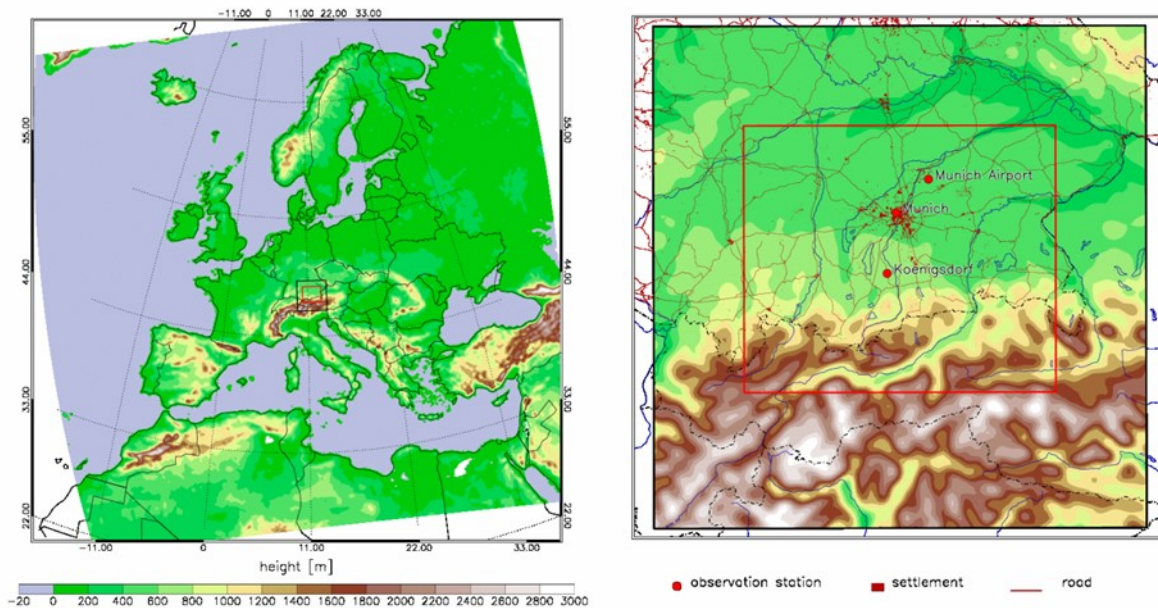 -11.00 0 11.00 22.00 33.00
55.00
44.00
33.00
22.00
55.00
44.00
33.00
22.00
-11.00 0 11.00 22.00 33.00
height [m]
-20 0 200 400 600 800 1000 1200 1400 1600 1800 2000 2200 2400 2600 2800 3000
Munich Airport
Munich
Koenigsdorf
observation station settlement road